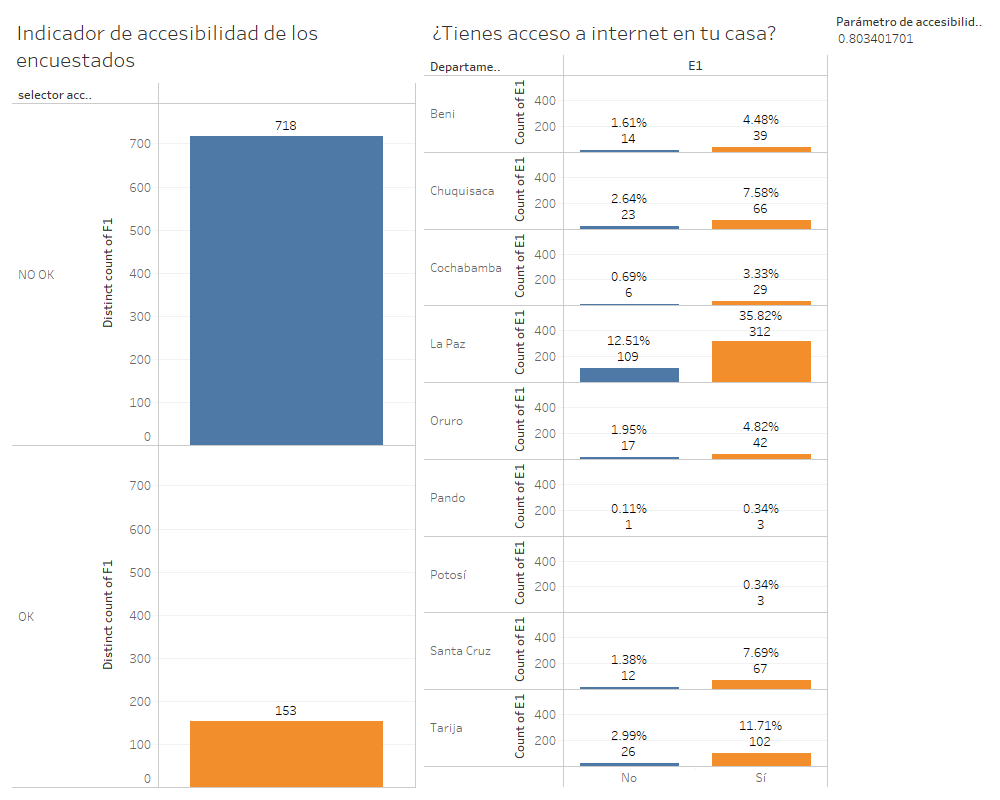 Indicador de accesibilidad de los
encuestados
selector acc..
NO OK
Distinct count of F1
700
600
500
400
300
200
100
0
718
OK
Distinct count of F1
700
600
500
400
300
200
100
0
153
¿Tienes acceso a internet en tu casa?
Departame..
E1
Beni
Count of E1
400
200
1.61%
14
4.48%
39
Chuquisaca
Count of E1
400
200
2.64%
23
7.58%
66
Cochabamba
Count of E1
400
200
0.69%
6
3.33%
29
La Paz
Count of E1
400
200
12.51%
109
35.82%
312
Oruro
Count of E1
400
200
1.95%
17
4.82%
42
Pando
Count of E1
400
200
0.11%
1
0.34%
3
Potosí
Count of E1
400
200
0.34%
3
Santa Cruz
Count of E1
400
200
1.38%
12
7.69%
67
Tarija
Count of E1
400
200
2.99%
26
11.71%
102
No
Sí
Parámetro de accesibilid..
0.803401701